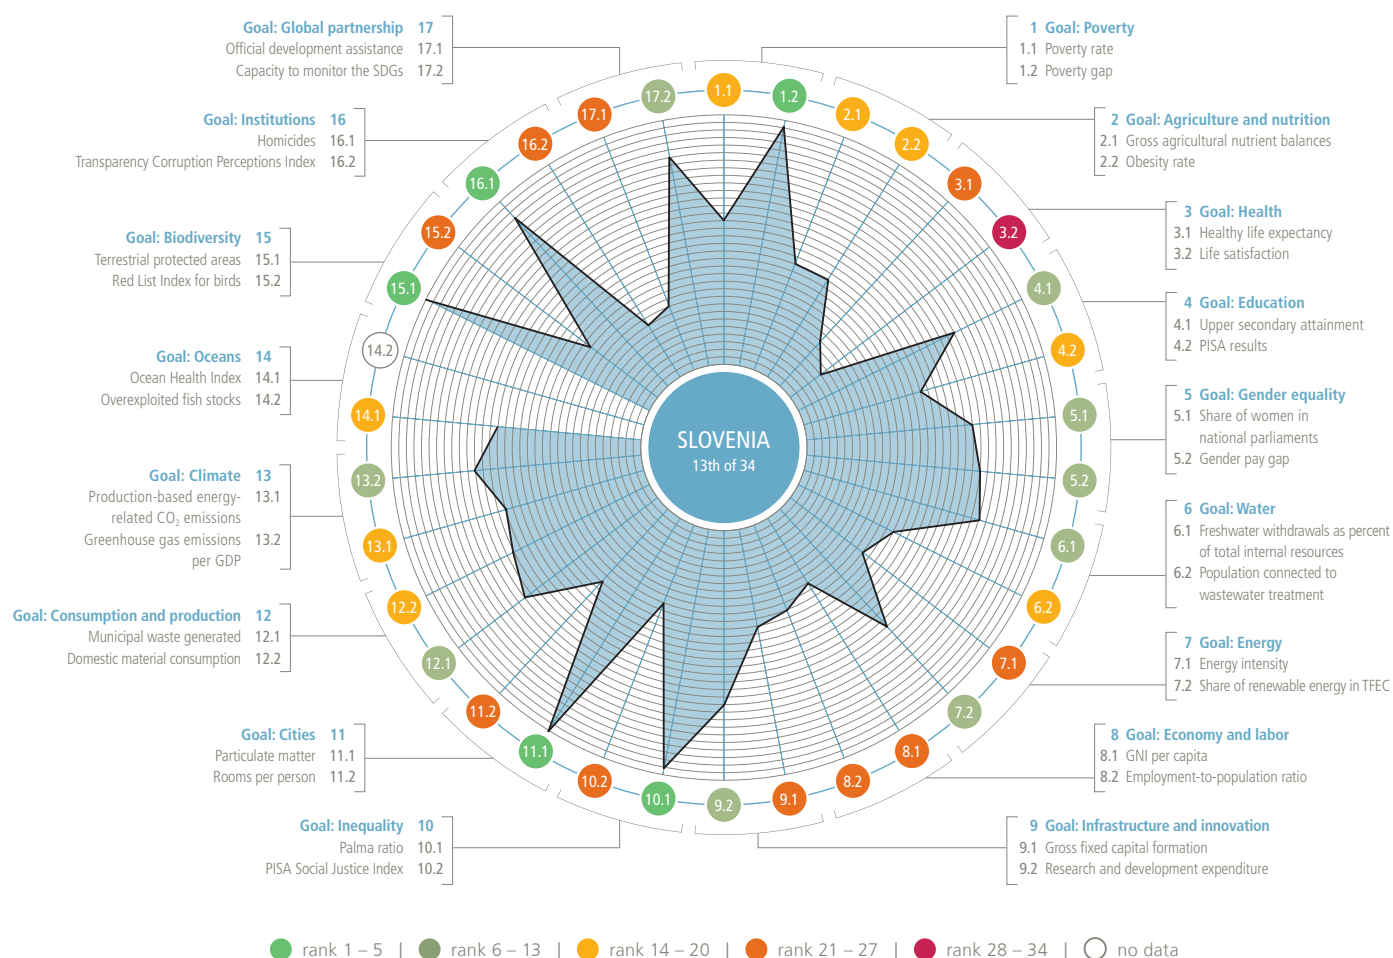 Goal: Global partnership 17
Official development assistance 17.1
Capacity to monitor the SDGs 17.2
Goal: Institutions 16
Homicides 16.1
Transparency Corruption Perceptions Index 16.2
Goal: Biodiversity 15
Terrestrial protected areas 15.1
Red List Index for birds 15.2
Goal: Oceans 14
Ocean Health Index 14.1
Overexploited fish stocks 14.2
Goal: Climate 13
Production-based energy- 13.1
related CO2 emissions
Greenhouse gas emissions 13.2
per GDP
Goal: Consumption and production 12
Municipal waste generated 12.1
Domestic material consumption 12.2
Goal: Cities 11
Particulate matter 11.1
Rooms per person 11.2
Goal: Inequality 10
Palma ratio 10.1
PISA Social Justice Index 10.2
1 Goal: Poverty
1.1 Poverty rate
1.2 Poverty gap
2 Goal: Agriculture and nutrition
2.1 Gross agricultural nutrient balances
2.2 Obesity rate
3 Goal: Health
3.1 Healthy life expectancy
3.2 Life satisfaction
4 Goal: Education
4.1 Upper secondary attainment
4.2 PISA results
5 Goal: Gender equality
5.1 Share of women in
national parliaments
5.2 Gender pay gap
6 Goal: Water
6.1 Freshwater withdrawals as percent
of total internal resources
6.2 Population connected to
wastewater treatment
7 Goal: Energy
7.1 Energy intensity
7.2 Share of renewable energy in TFEC
8 Goal: Economy and labor
8.1 GNI per capita
8.2 Employment-to-population ratio
9 Goal: Infrastructure and innovation
9.1 Gross fixed capital formation
9.2 Research and development expenditure
1.1
1.2
2.1
2.2
3.1
3.2
4.1
4.2
5.1
5.2
6.1
6.2
7.1
7.2
8.1
8.2
9.1
9.2
10.1
10.2
11.1
11.2
12.1
12.2
13.1
13.2
14.1
14.2
15.1
15.2
16.1
16.2
17.1
17.2
SLOVENIA
13th of 34
rank 1 – 5 | rank 6 – 13 | rank 14 – 20 | rank 21 – 27 | rank 28 – 34 | no data